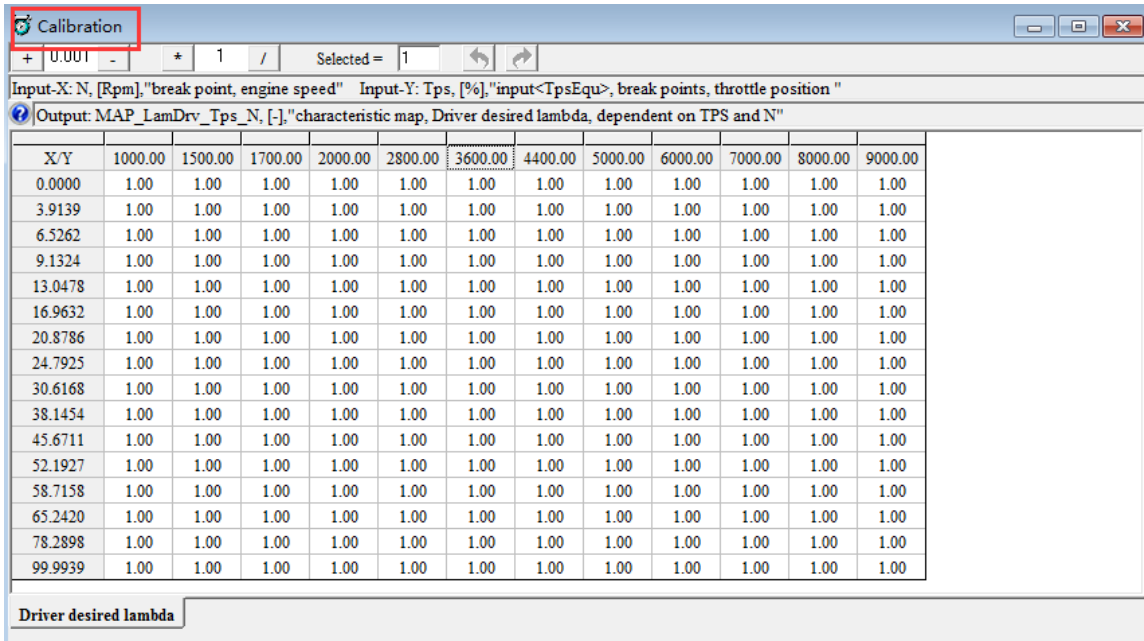 Calibration
+ 0.001 - * 1 / Selected = 1
Input-X: N, [Rpm],"break point, engine speed" Input-Y: Tps, [%],"input<TpsEqu>, break points, throttle position "
Output: MAP_LamDrv_Tps_N, [-],"characteristic map, Driver desired lambda, dependent on TPS and N"
X/Y 1000.00 1500.00 1700.00 2000.00 2800.00 3600.00 4400.00 5000.00 6000.00 7000.00 8000.00 9000.00
0.0000 1.00 1.00 1.00 1.00 1.00 1.00 1.00 1.00 1.00 1.00 1.00 1.00
3.9139 1.00 1.00 1.00 1.00 1.00 1.00 1.00 1.00 1.00 1.00 1.00 1.00
6.5262 1.00 1.00 1.00 1.00 1.00 1.00 1.00 1.00 1.00 1.00 1.00 1.00
9.1324 1.00 1.00 1.00 1.00 1.00 1.00 1.00 1.00 1.00 1.00 1.00 1.00
13.0478 1.00 1.00 1.00 1.00 1.00 1.00 1.00 1.00 1.00 1.00 1.00 1.00
16.9632 1.00 1.00 1.00 1.00 1.00 1.00 1.00 1.00 1.00 1.00 1.00 1.00
20.8786 1.00 1.00 1.00 1.00 1.00 1.00 1.00 1.00 1.00 1.00 1.00 1.00
24.7925 1.00 1.00 1.00 1.00 1.00 1.00 1.00 1.00 1.00 1.00 1.00 1.00
30.6168 1.00 1.00 1.00 1.00 1.00 1.00 1.00 1.00 1.00 1.00 1.00 1.00
38.1454 1.00 1.00 1.00 1.00 1.00 1.00 1.00 1.00 1.00 1.00 1.00 1.00
45.6711 1.00 1.00 1.00 1.00 1.00 1.00 1.00 1.00 1.00 1.00 1.00 1.00
52.1927 1.00 1.00 1.00 1.00 1.00 1.00 1.00 1.00 1.00 1.00 1.00 1.00
58.7158 1.00 1.00 1.00 1.00 1.00 1.00 1.00 1.00 1.00 1.00 1.00 1.00
65.2420 1.00 1.00 1.00 1.00 1.00 1.00 1.00 1.00 1.00 1.00 1.00 1.00
78.2898 1.00 1.00 1.00 1.00 1.00 1.00 1.00 1.00 1.00 1.00 1.00 1.00
99.9939 1.00 1.00 1.00 1.00 1.00 1.00 1.00 1.00 1.00 1.00 1.00 1.00
Driver desired lambda